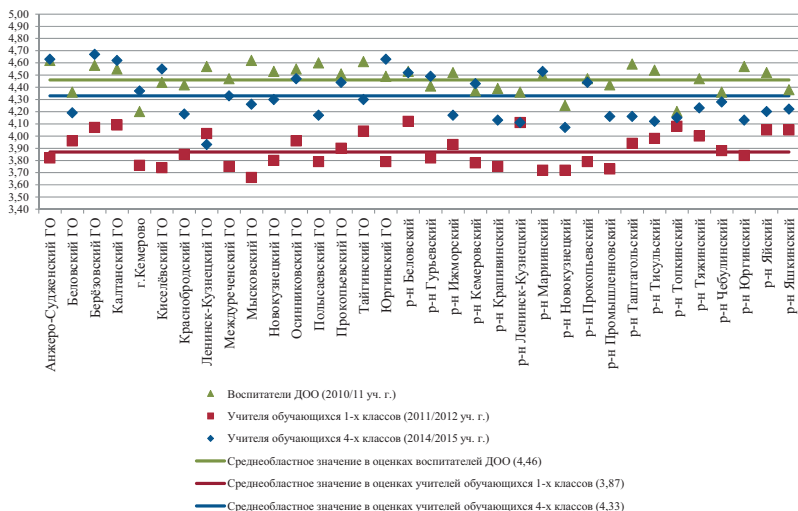 5,00
4,90
4,80
4,70
4,60
4,50
4,40
4,30
4,20
4,10
4,00
3,90
3,80
3,70
3,60
3,50
3,40
Анжеро-Судженский ГО
Беловский ГО
Берёзовский ГО
Калтанский ГО
г.Кемерово
Киселёвский ГО
Краснобродский ГО
Ленинск-Кузнецкий ГО
Междуреченский ГО
Мысковский ГО
Новокузнецкий ГО
Осинниковский ГО
Полысаевский ГО
Прокопьевский ГО
Тайгинский ГО
Юргинский ГО
р-н Беловский
р-н Гурьевский
р-н Ижморский
р-н Кемеровский
р-н Крапивинский
р-н Ленинск-Кузнецкий
р-н Мариинский
р-н Новокузнецкий
р-н Прокопьевский
р-н Промышленновский
р-н Таштагольский
р-н Тисульский
р-н Топкинский
р-н Тяжинский
р-н Чебулинский
р-н Юргинский
р-н Яйский
р-н Яшкинский
Воспитатели ДОО (2010/11 уч. г.)
Учителя обучающихся 1-х классов (2011/2012 уч. г.)
Учителя обучающихся 4-х классов (2014/2015 уч. г.)
Среднеобластное значение в оценках воспитателей ДОО (4,46)
Среднеобластное значение в оценках учителей обучающихся 1-х классов (3,87)
Среднеобластное значение в оценках учителей обучающихся 4-х классов (4,33)